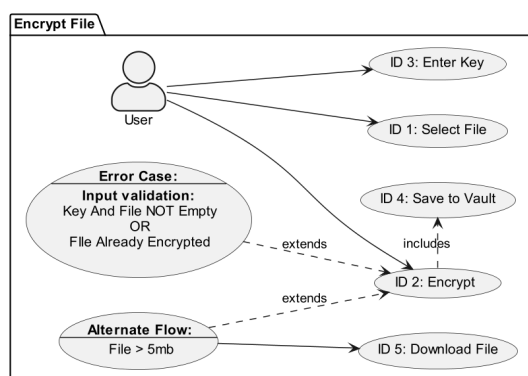 Encrypt File
ID 3: Enter Key
User
ID 1: Select File
Error Case:
Input validation:
Key And File NOT Empty
OR
FIle Already Encrypted
ID 4: Save to Vault
extends
includes
ID 2: Encrypt
extends
Alternate Flow:
File > 5mb
ID 5: Download File